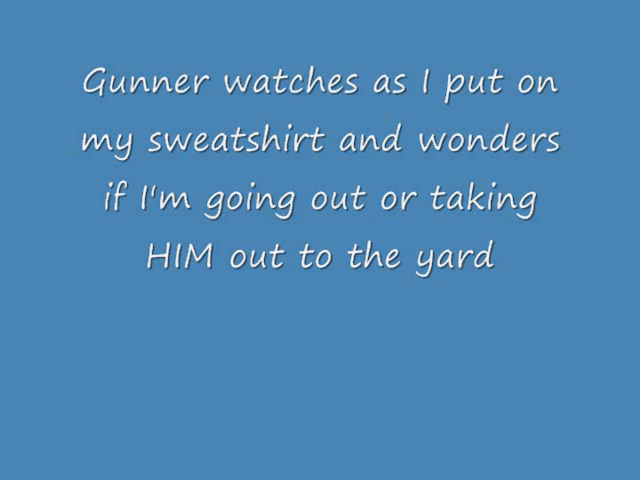 Gunner watches as I put on
my sweatshirt and wonders
if I'm going out or taking
HIM out to the yard